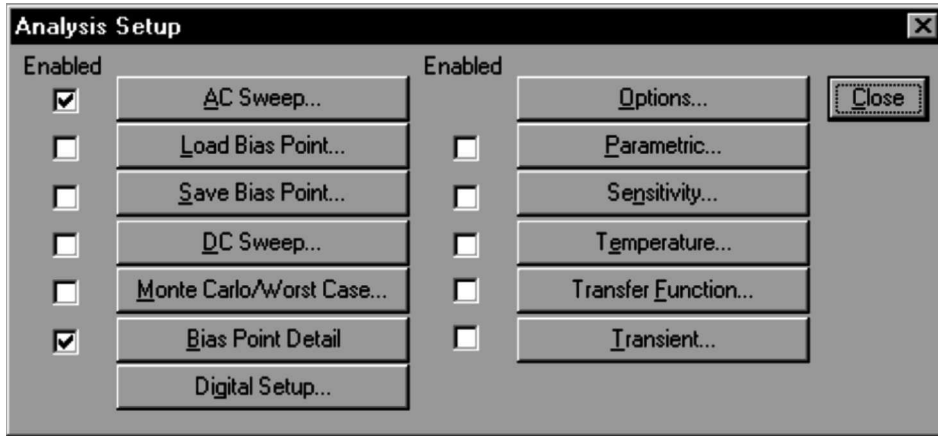 Analysis Setup
Enabled
Enabled
AC Sweep...
Options...
Close
Load Bias Point...
Parametric...
Save Bias Point...
Sensitivity...
DC Sweep...
Temperature...
Monte Carlo/Worst Case...
Transfer Function...
Bias Point Detail
Transient...
Digital Setup...